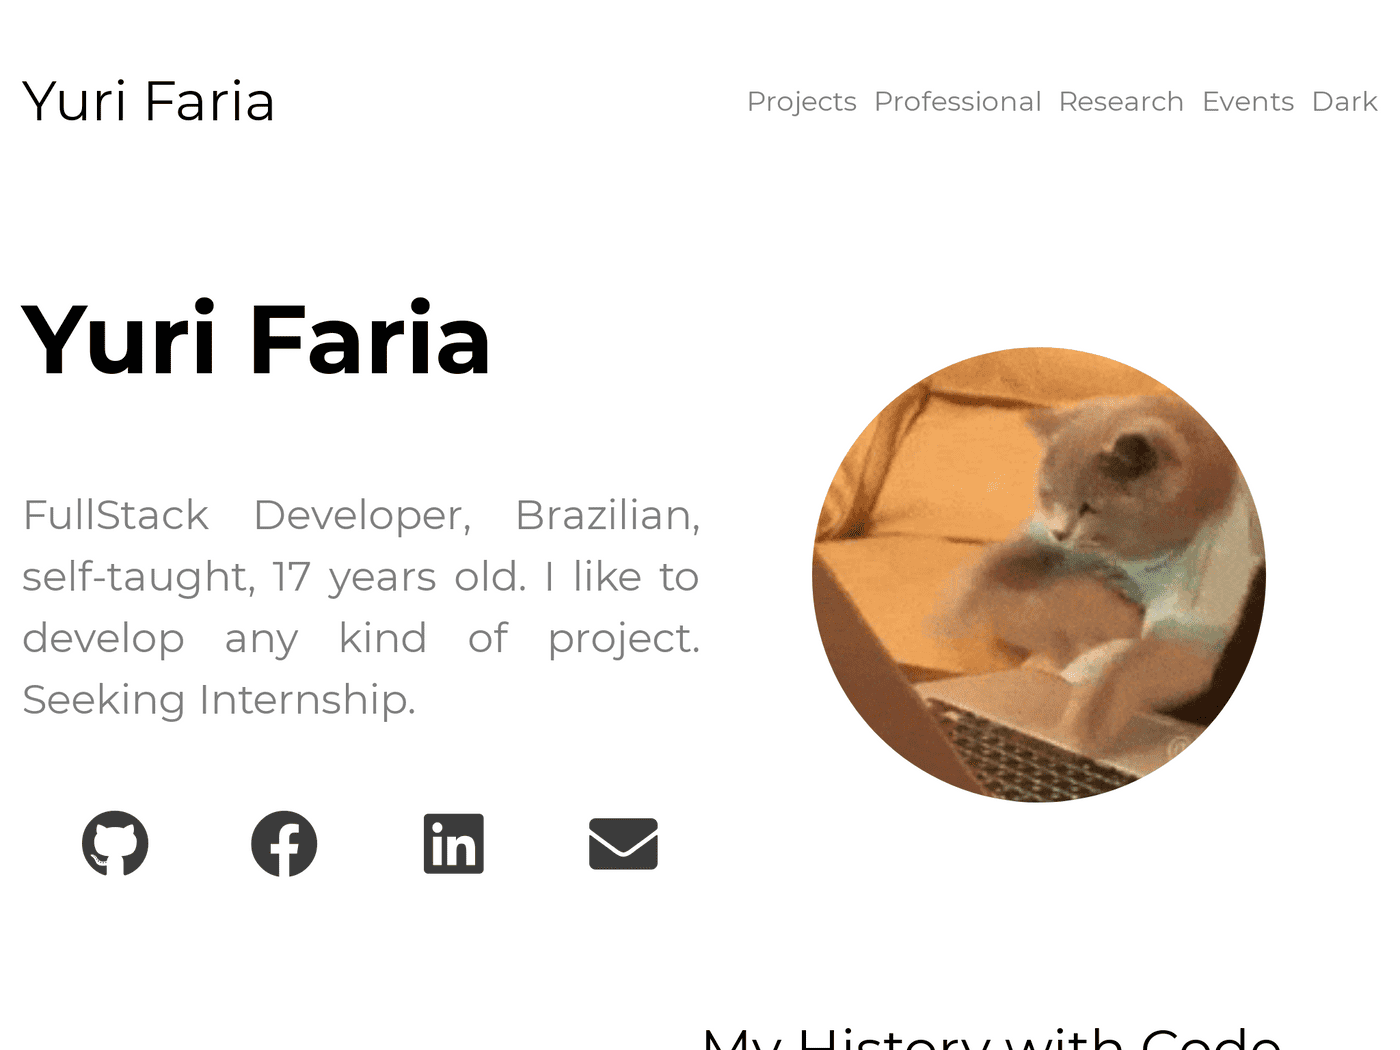 Yuri Faria
Projects Professional Research Events Dark
Yuri Faria
FullStack Developer, Brazilian,
self-taught, 17 years old. I like to
develop any kind of project.
Seeking Internship.
in
My History with Code